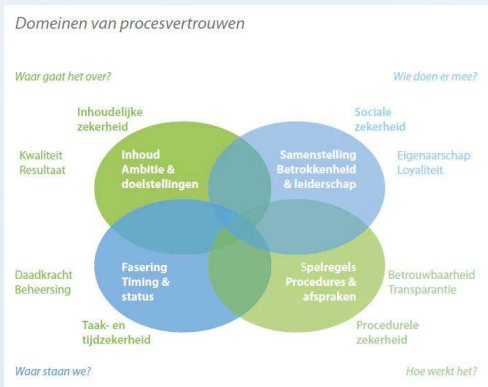 Domeinen van procesvertrouwen
Waar gaat het over?
Wie doen er mee?
Inhoudelijke
zekerheid
Sociale
zekerheid
Kwaliteit
Resultaat
Inhoud
Ambitie &
doelstellingen
Samenstelling
Betrokkenheid
& leiderschap
Eigenaarschap
Loyaliteit
Daadkracht
Beheersing
Fasering
Timing &
status
Spelregels
Procedures &
afspraken
Betrouwbaarheid
Transparantie
Taak- en
tijdzekerheid
Procedurele
zekerheid
Waar staan we?
Hoe werkt het?